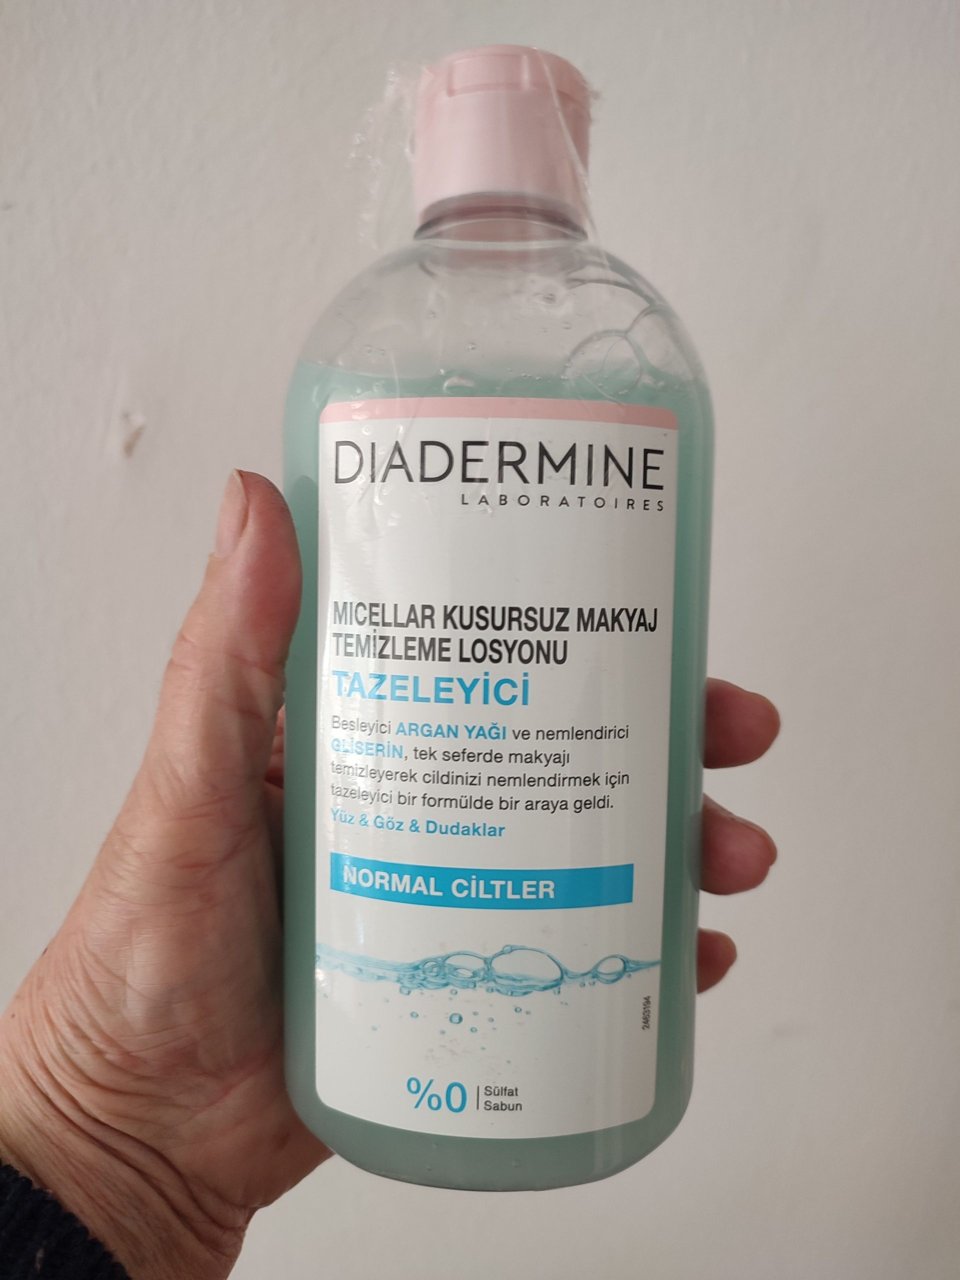 DIADERMINE
LABORATOIRES
MICELLAR KUSURSUZ MAKYAJ
TEMİZLEME LOSYONU
TAZELEYİCİ
Besleyici ARGAN YAĞI ve nemlendirici
GLİSERİN, tek seferde makyajı
temizleyerek cildinizi nemlendirmek için
tazeleyici bir formülde bir araya geldi.
Yüz & Göz & Dudaklar
NORMAL CİLTLER
2463194
%0
Sülfat
Sabun